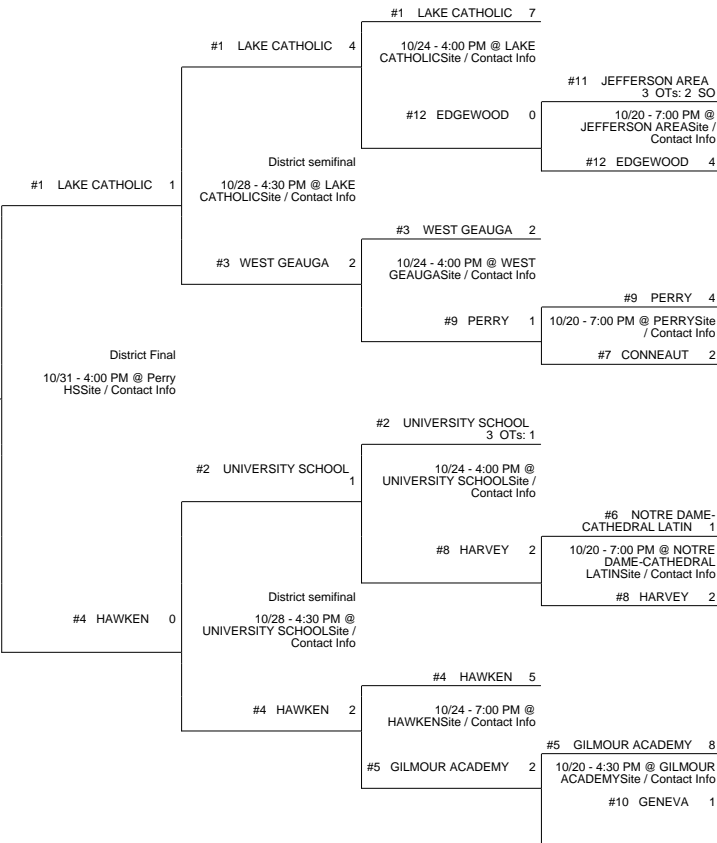 #1 LAKE CATHOLIC 7
#1 LAKE CATHOLIC 4
10/24 - 4:00 PM @ LAKE
CATHOLICSite / Contact Info
#11 JEFFERSON AREA
3 OTs: 2 SO
#12 EDGEWOOD 0
10/20 - 7:00 PM @
JEFFERSON AREASite /
Contact Info
#12 EDGEWOOD 4
District semifinal
#1 LAKE CATHOLIC 1
10/28 - 4:30 PM @ LAKE
CATHOLICSite / Contact Info
#3 WEST GEAUGA 2
#3 WEST GEAUGA 2
10/24 - 4:00 PM @ WEST
GEAUGASite / Contact Info
#9 PERRY 4
#9 PERRY 1
10/20 - 7:00 PM @ PERRYSite
/ Contact Info
#7 CONNEAUT 2
District Final
10/31 - 4:00 PM @ Perry
HSSite / Contact Info
#2 UNIVERSITY SCHOOL
3 OTs: 1
#2 UNIVERSITY SCHOOL
1
10/24 - 4:00 PM @
UNIVERSITY SCHOOLSite /
Contact Info
#6 NOTRE DAME-
CATHEDRAL LATIN 1
#8 HARVEY 2
10/20 - 7:00 PM @ NOTRE
DAME-CATHEDRAL
LATINSite / Contact Info
#8 HARVEY 2
District semifinal
#4 HAWKEN 0
10/28 - 4:30 PM @
UNIVERSITY SCHOOLSite /
Contact Info
#4 HAWKEN 5
#4 HAWKEN 2
10/24 - 7:00 PM @
HAWKENSite / Contact Info
#5 GILMOUR ACADEMY 8
#5 GILMOUR ACADEMY 2
10/20 - 4:30 PM @ GILMOUR
ACADEMYSite / Contact Info
#10 GENEVA 1